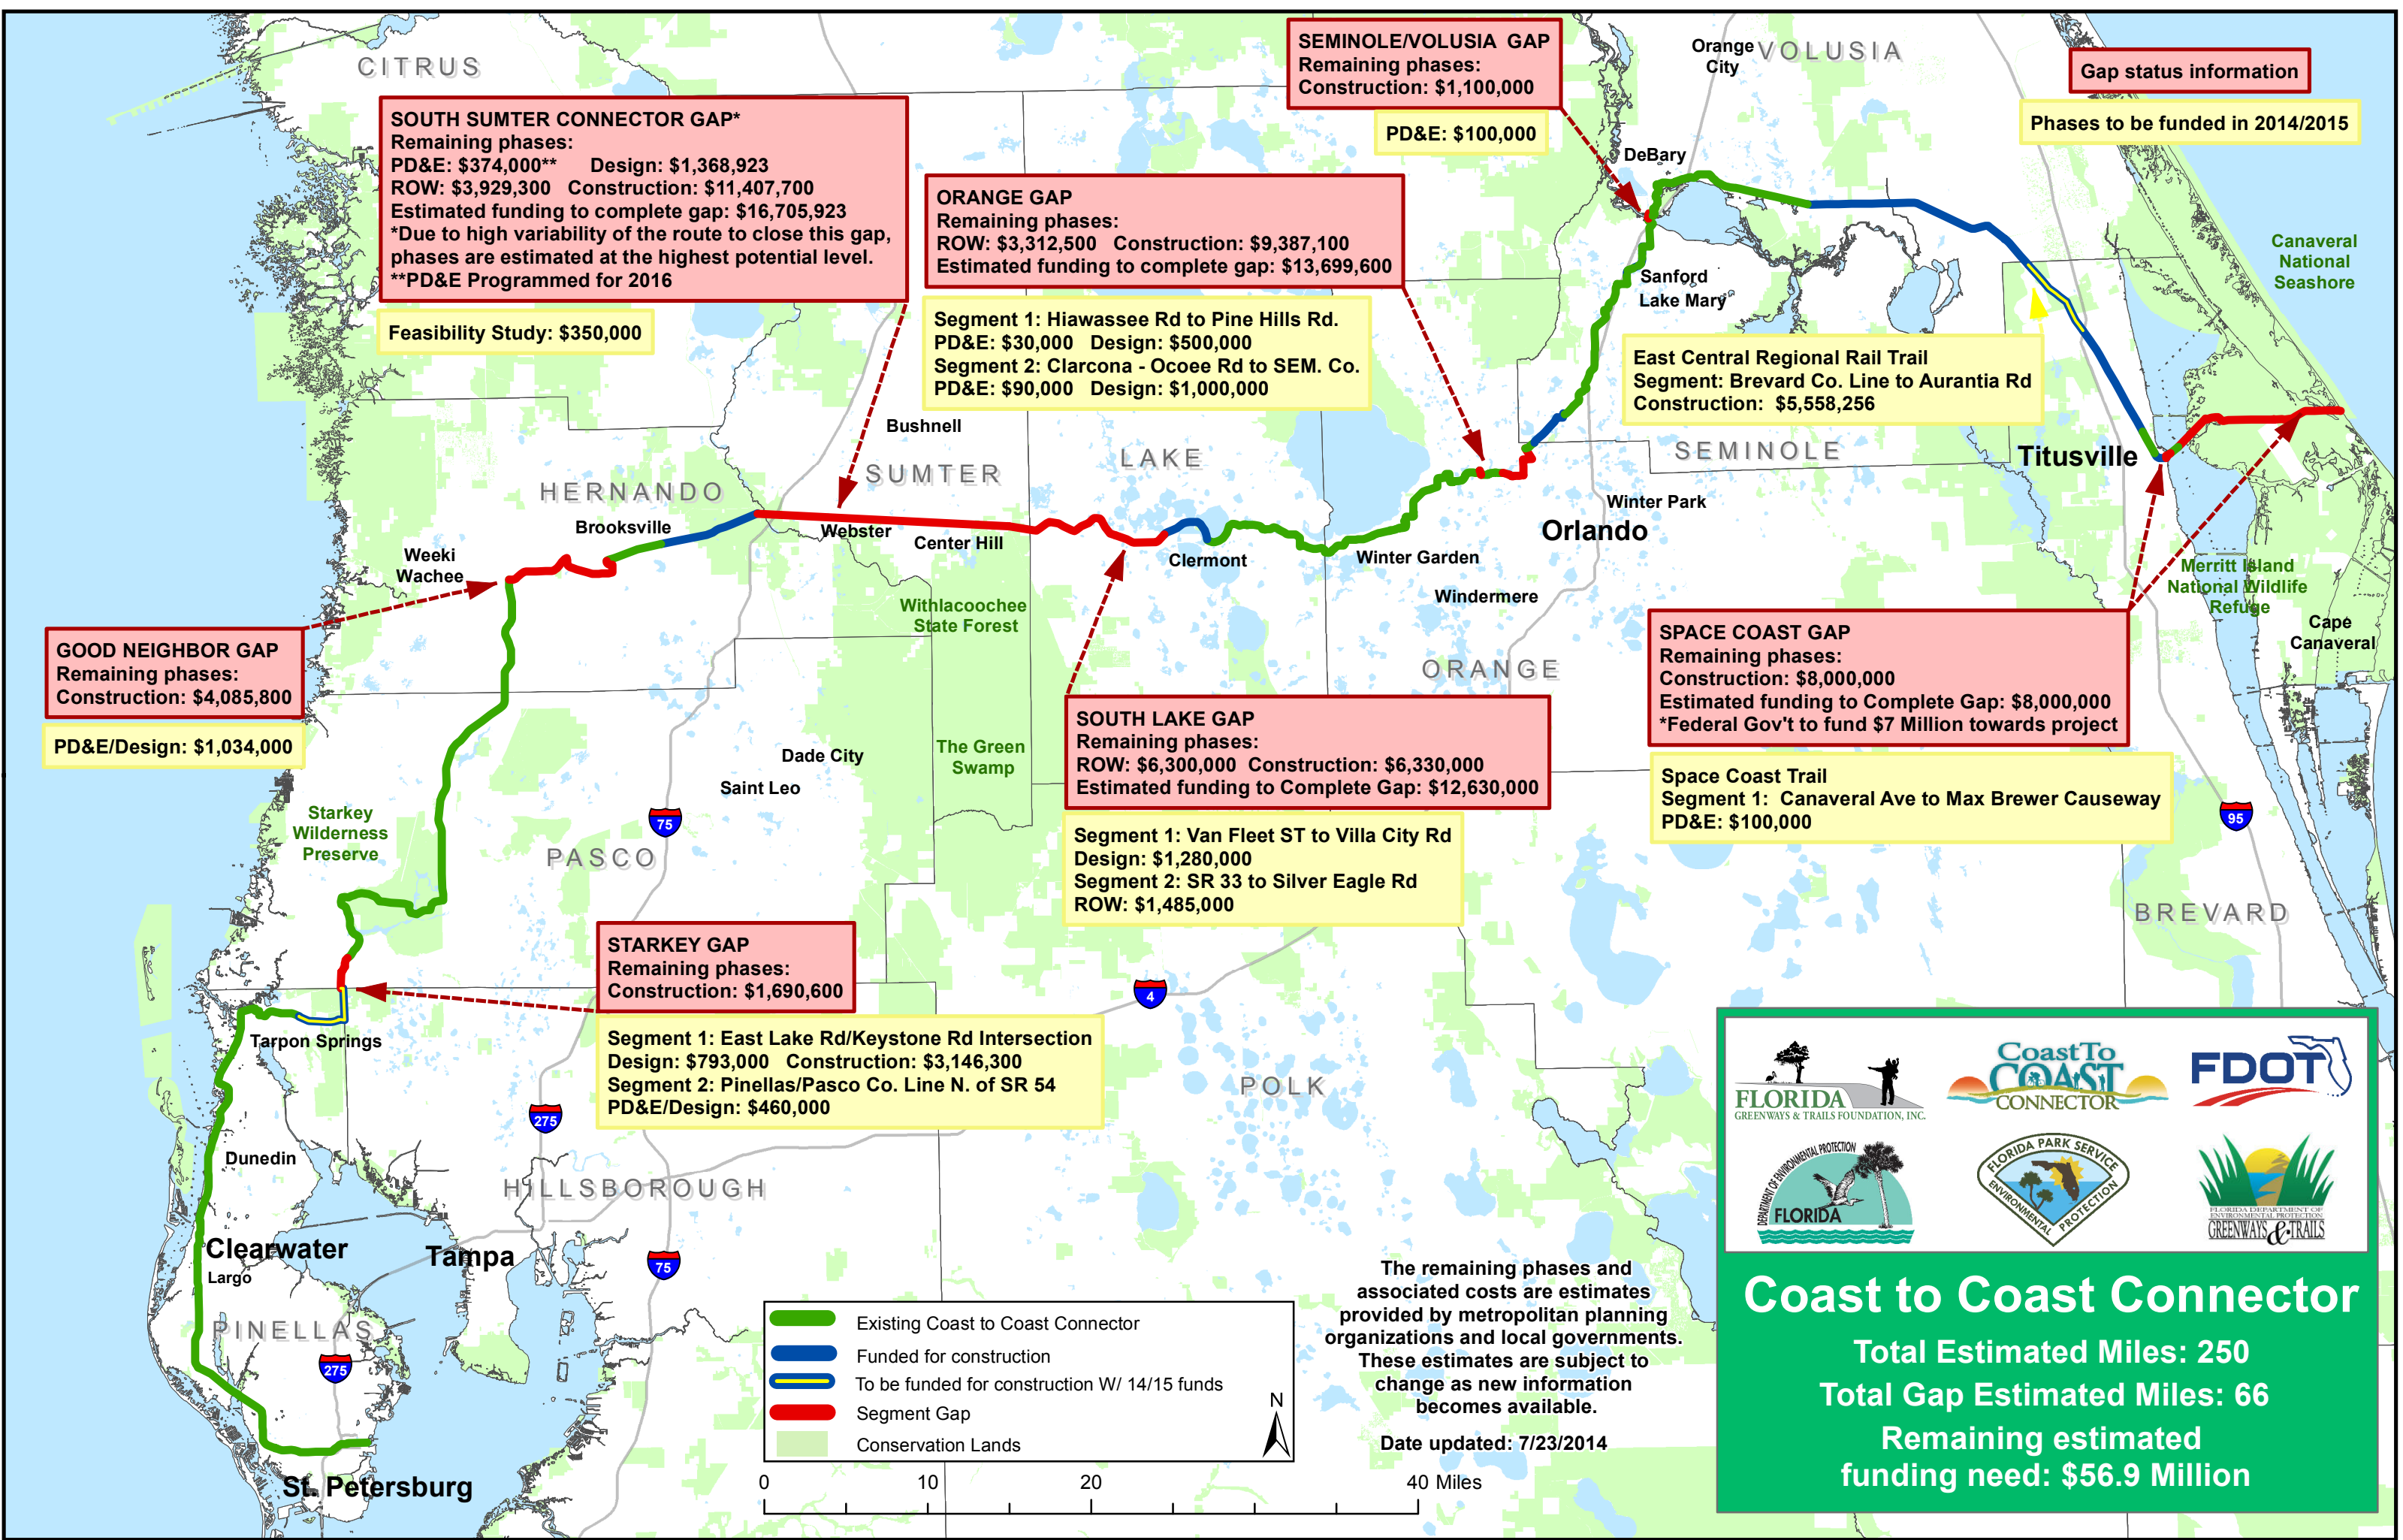 CITRUS
SOUTH SUMTER CONNECTOR GAP*
Remaining phases:
PD&E: $374,000** Design: $1,368,923
ROW: $3,929,300 Construction: $11,407,700
Estimated funding to complete gap: $16,705,923
*Due to high variability of the route to close this gap,
phases are estimated at the highest potential level.
**PD&E Programmed for 2016
Feasibility Study: $350,000
ORANGE GAP
Remaining phases:
ROW: $3,312,500 Construction: $9,387,100
Estimated funding to complete gap: $13,699,600
Segment 1: Hiawassee Rd to Pine Hills Rd.
PD&E: $30,000 Design: $500,000
Segment 2: Clarcona - Ocoee Rd to SEM. Co.
PD&E: $90,000 Design: $1,000,000
SEMINOLE/VOLUSIA GAP
Remaining phases:
Construction: $1,100,000
PD&E: $100,000
Orange
City
VOLUSIA
Gap status information
Phases to be funded in 2014/2015
DeBary
Sanford
Lake Mary
Canaveral
National
Seashore
East Central Regional Rail Trail
Segment: Brevard Co. Line to Aurantia Rd
Construction: $5,558,256
Bushnell
SUMTER
LAKE
SEMINOLE
Titusville
HERNANDO
Brooksville
Webster
Center Hill
Clermont
Winter Garden
Winter Park
Orlando
Windermere
Weeki
Wachee
Withlacoochee
State Forest
Merritt Island
National Wildlife
Refuge
Cape
Canaveral
GOOD NEIGHBOR GAP
Remaining phases:
Construction: $4,085,800
PD&E/Design: $1,034,000
ORANGE
SPACE COAST GAP
Remaining phases:
Construction: $8,000,000
Estimated funding to Complete Gap: $8,000,000
*Federal Gov't to fund $7 Million towards project
Space Coast Trail
Segment 1: Canaveral Ave to Max Brewer Causeway
PD&E: $100,000
SOUTH LAKE GAP
Remaining phases:
ROW: $6,300,000 Construction: $6,330,000
Estimated funding to Complete Gap: $12,630,000
Segment 1: Van Fleet ST to Villa City Rd
Design: $1,280,000
Segment 2: SR 33 to Silver Eagle Rd
ROW: $1,485,000
Dade City
Saint Leo
The Green
Swamp
Starkey
Wilderness
Preserve
75
95
PASCO
BREVARD
STARKEY GAP
Remaining phases:
Construction: $1,690,600
Segment 1: East Lake Rd/Keystone Rd Intersection
Design: $793,000 Construction: $3,146,300
Segment 2: Pinellas/Pasco Co. Line N. of SR 54
PD&E/Design: $460,000
4
Tarpon Springs
275
POLK
Dunedin
HILLSBOROUGH
Clearwater
Largo
Tampa
75
PINELLAS
275
St. Petersburg
Existing Coast to Coast Connector
Funded for construction
To be funded for construction W/ 14/15 funds
Segment Gap
Conservation Lands
N
0 10 20 40 Miles
The remaining phases and
associated costs are estimates
provided by metropolitan planning
organizations and local governments.
These estimates are subject to
change as new information
becomes available.
Date updated: 7/23/2014
FLORIDA
GREENWAYS & TRAILS FOUNDATION, INC.
Coast To
COAST
CONNECTOR
FDOT
DEPARTMENT OF ENVIRONMENTAL PROTECTION
FLORIDA
FLORIDA PARK SERVICE
ENVIRONMENTAL PROTECTION
FLORIDA DEPARTMENT OF
ENVIRONMENTAL PROTECTION
GREENWAYS & TRAILS
Coast to Coast Connector
Total Estimated Miles: 250
Total Gap Estimated Miles: 66
Remaining estimated
funding need: $56.9 Million